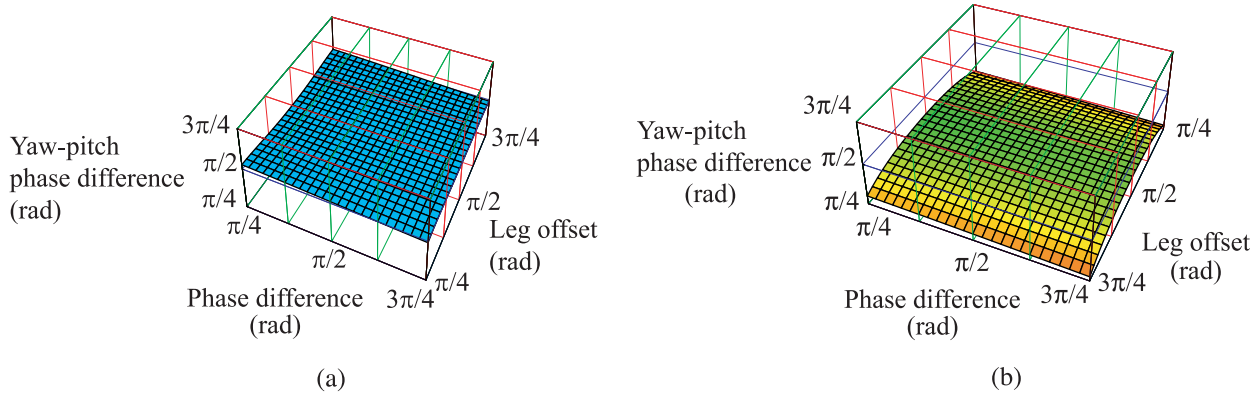 Yaw-pitch
phase difference
(rad)
3π/4
π/2
π/4
π/4
π/2
3π/4
Phase difference
(rad)
π/4
π/2
3π/4
Leg offset
(rad)
(a)
Yaw-pitch
phase difference
(rad)
3π/4
π/2
π/4
π/4
π/2
3π/4
Phase difference
(rad)
3π/4
π/2
π/4
Leg offset
(rad)
(b)